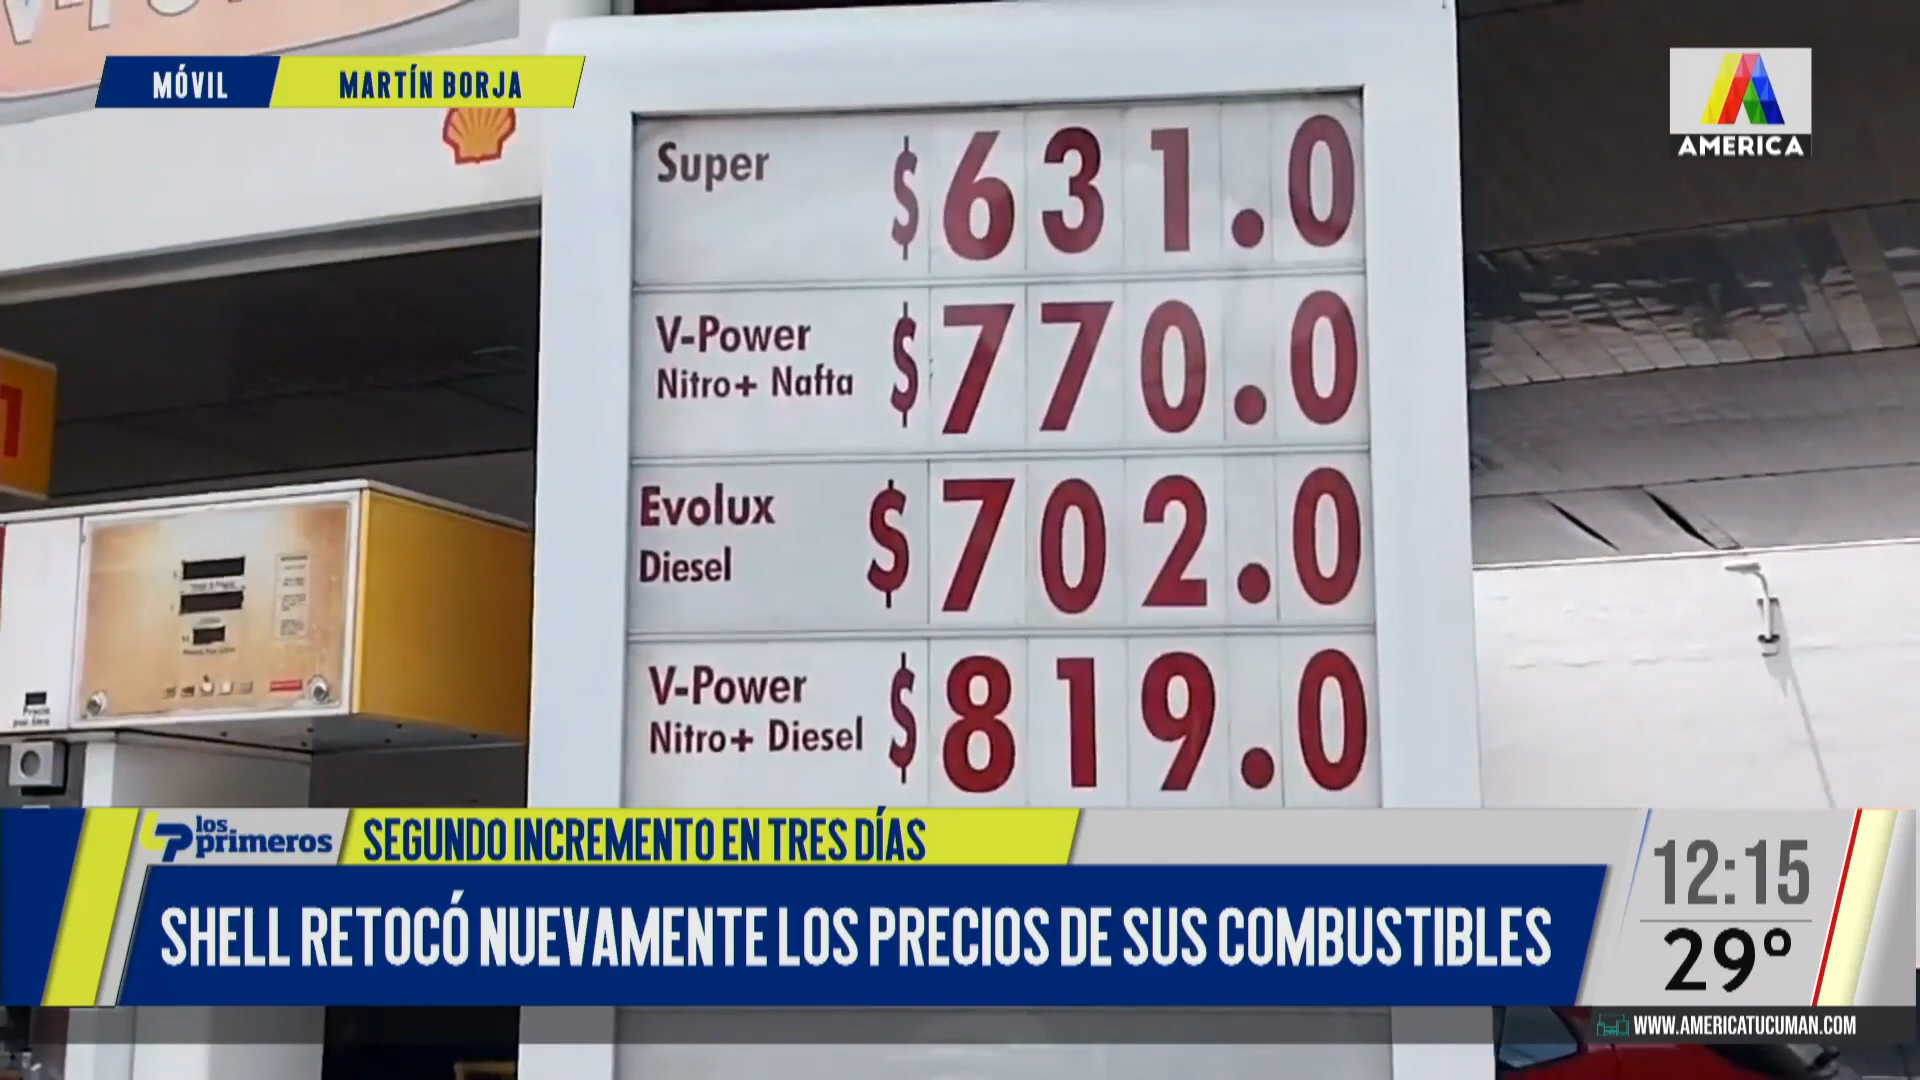 MÓVIL
MARTÍN BORJA
AMERICA
Super $ 631.0
V-Power
Nitro+ Nafta $ 770.0
Evolux
Diesel $ 702.0
V-Power
Nitro+ Diesel $ 819.0
los primeros
SEGUNDO INCREMENTO EN TRES DÍAS
SHELL RETOCÓ NUEVAMENTE LOS PRECIOS DE SUS COMBUSTIBLES
12:15
29º
WWW.AMERICATUCUMAN.COM